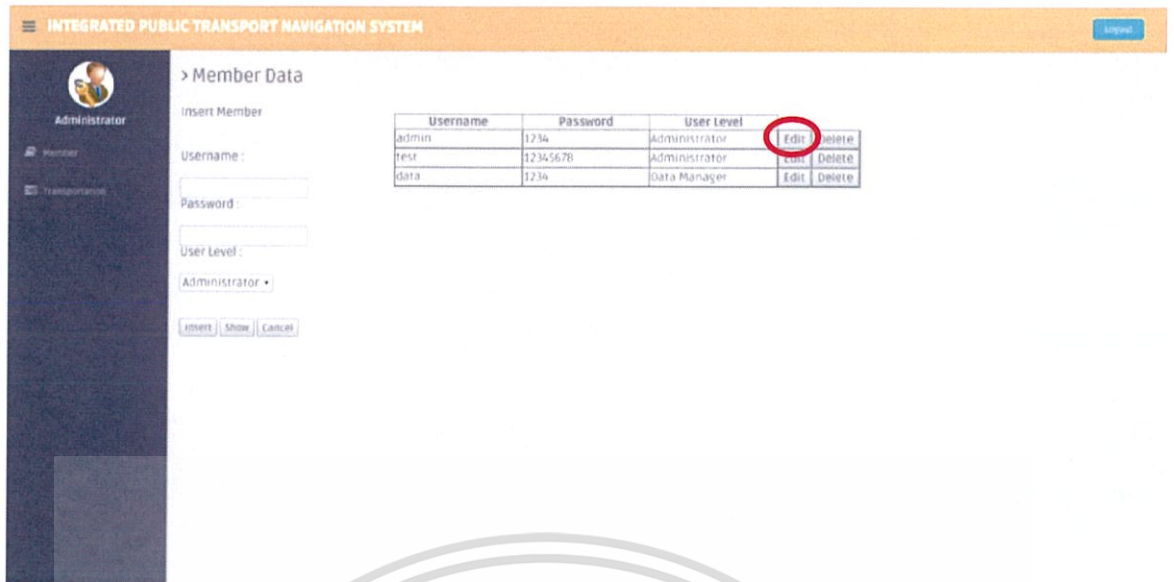 INTEGRATED PUBLIC TRANSPORT NAVIGATION SYSTEM
Logout
Administrator
Member
Transportation
> Member Data
Insert Member
Username :
Password :
User Level :
Administrator
Insert Show Cancel
Username Password User Level
admin 1234 Administrator Edit Delete
test 12345678 Administrator Edit Delete
data 1234 Data Manager Edit Delete